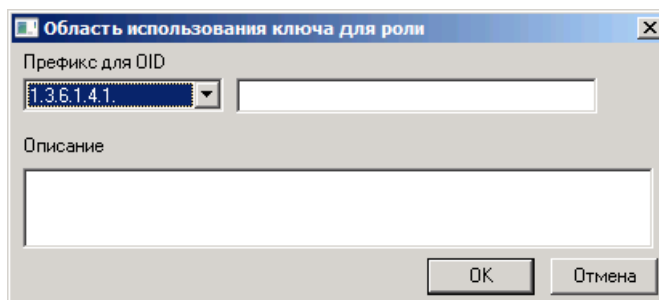 Область использования ключа для роли
Префикс для OID
1.3.6.1.4.1.
Описание
OK Отмена